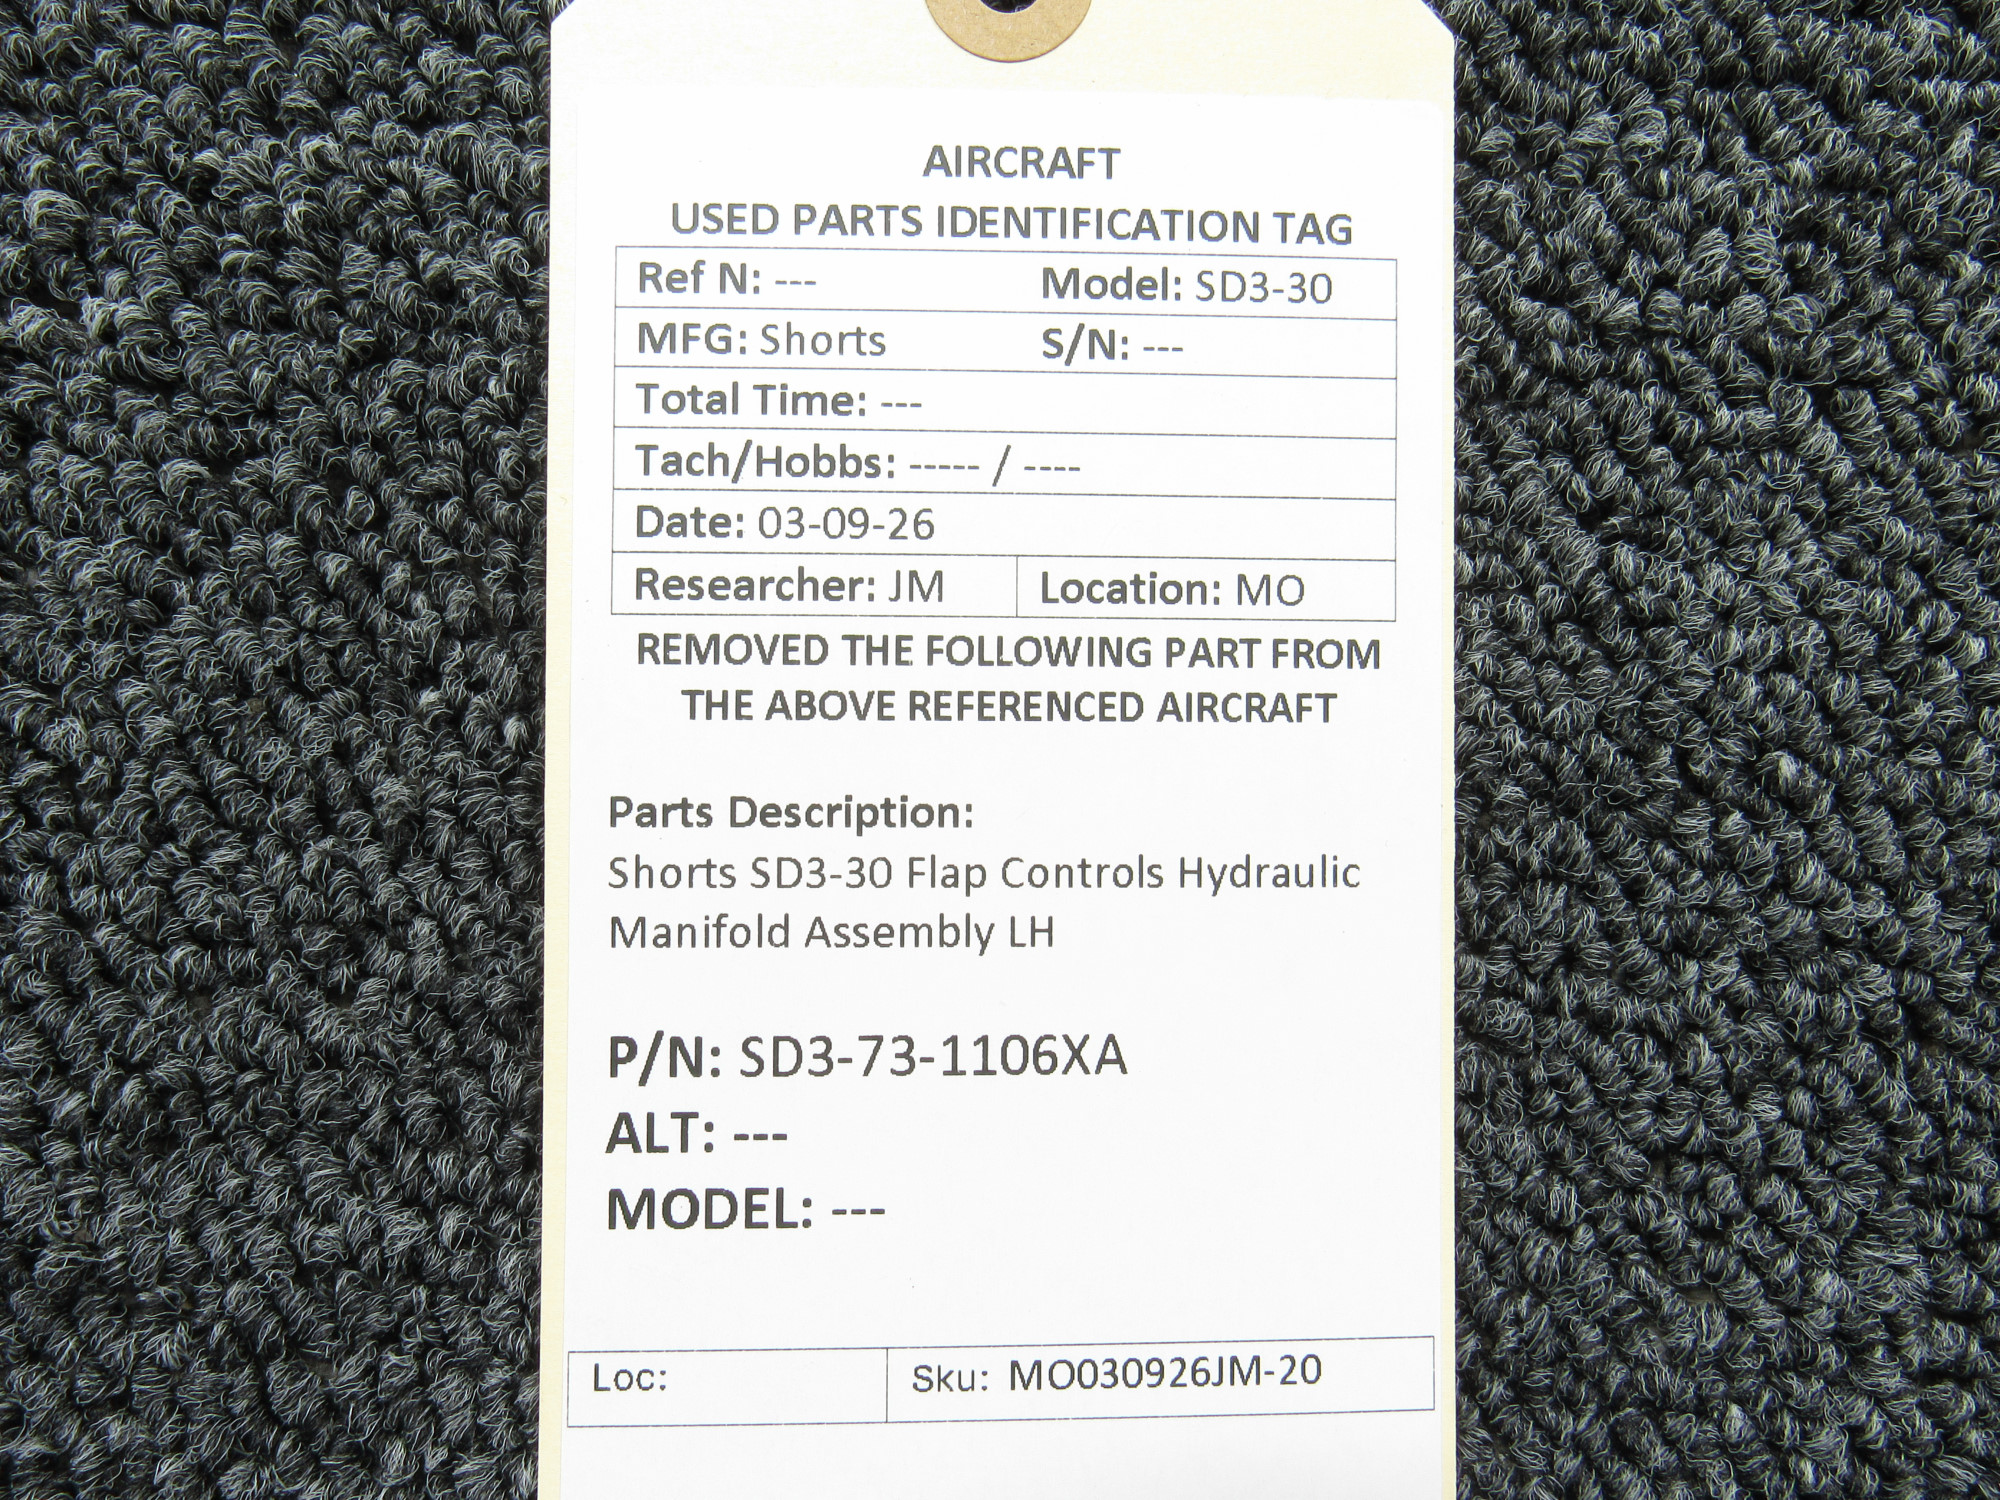 AIRCRAFT
USED PARTS IDENTIFICATION TAG
Ref N: --- Model: SD3-30
MFG: Shorts S/N: ---
Total Time: ---
Tach/Hobbs: ----- / ----
Date: 03-09-26
Researcher: JM Location: MO
REMOVED THE FOLLOWING PART FROM
THE ABOVE REFERENCED AIRCRAFT
Parts Description:
Shorts SD3-30 Flap Controls Hydraulic
Manifold Assembly LH
P/N: SD3-73-1106XA
ALT: ---
MODEL: ---
Loc: Sku: MO030926JM-20